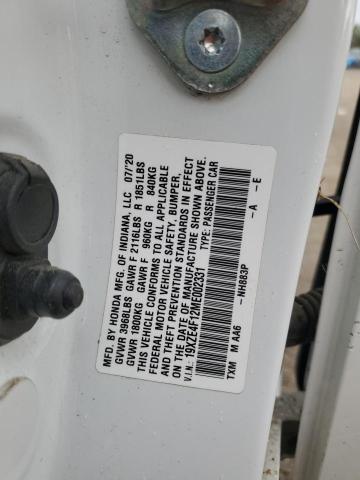 MFD. BY HONDA MFG. OF INDIANA, LLC 07/'20
GVWR 3968LBS GAWR F 2116LBS R 1851LBS
GVWR 1800KG GAWR F 960KG R 840KG
THIS VEHICLE CONFORMS TO ALL APPLICABLE
FEDERAL MOTOR VEHICLE SAFETY, BUMPER,
AND THEFT PREVENTION STANDARDS IN EFFECT
ON THE DATE OF MANUFACTURE SHOWN ABOVE.
V.I.N.: 19XZE4F12ME002331 TYPE: PASSENGER CAR
TXM M AA6 -NH883P -A -E